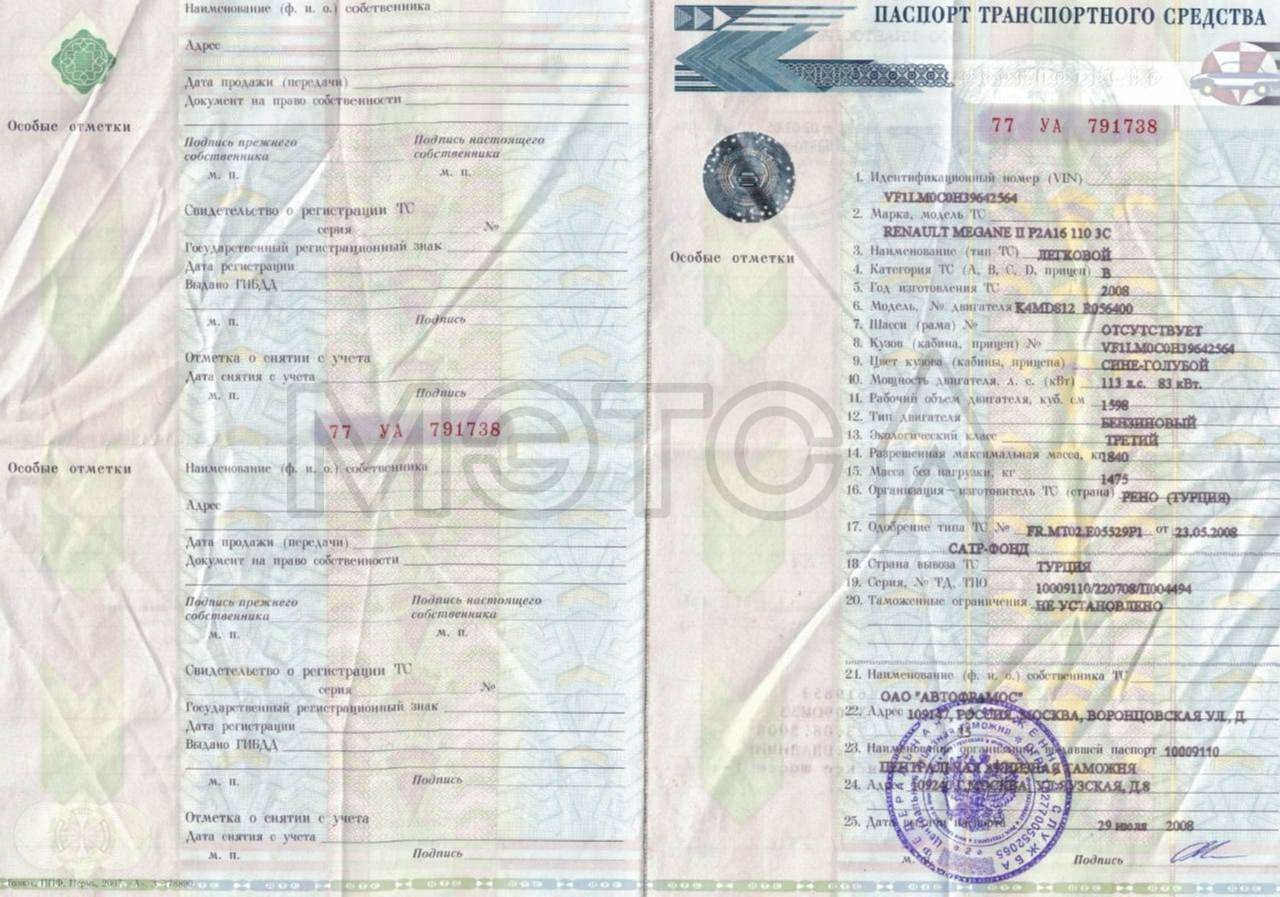 Наименование (ф. и. о.) собственника
Адрес
Дата продажи (передачи)
Документ на право собственности
Особые отметки
Подпись прежнего собственника
Подпись настоящего собственника
м. п.
м. п.
Свидетельство о регистрации ТС
серия №
Государственный регистрационный знак
Дата регистрации
Выдано ГИБДД
м. п. Подпись
Отметка о снятии с учета
Дата снятия с учета
м. п. Подпись
77 УА 791738
Особые отметки
Наименование (ф. и. о.) собственника
Адрес
Дата продажи (передачи)
Документ на право собственности
Подпись прежнего собственника
Подпись настоящего собственника
м. п.
м. п.
Свидетельство о регистрации ТС
серия №
Государственный регистрационный знак
Дата регистрации
Выдано ГИБДД
м. п. Подпись
Отметка о снятии с учета
Дата снятия с учета
м. п. Подпись
МЭТС
ПАСПОРТ ТРАНСПОРТНОГО СРЕДСТВА
77 УА 791738
Особые отметки
1. Идентификационный номер (VIN)
VF1LM0C0H39642564
2. Марка, модель ТС
RENAULT MEGANE II P2A16 110 3C
3. Наименование (тип ТС) ЛЕГКОВОЙ
4. Категория ТС (А, В, С, D, прицеп) В
5. Год изготовления ТС 2008
6. Модель, № двигателя K4MD812 R056400
7. Шасси (рама) № ОТСУТСТВУЕТ
8. Кузов (кабина, прицеп) № VF1LM0C0H39642564
9. Цвет кузова (кабины, прицепа) СИНЕ-ГОЛУБОЙ
10. Мощность двигателя, л. с. (кВт) 113 л.с. 83 кВт.
11. Рабочий объем двигателя, куб. см 1598
12. Тип двигателя БЕНЗИНОВЫЙ
13. Экологический класс ТРЕТИЙ
14. Разрешенная максимальная масса, кг 1840
15. Масса без нагрузки, кг 1475
16. Организация-изготовитель ТС (страна) РЕНО (ТУРЦИЯ)
17. Одобрение типа ТС № FR.MT02.E05529P1 от 23.05.2008
САТР-ФОНД
18. Страна вывоза ТС ТУРЦИЯ
19. Серия, № ТД, ТПО 10009110/220708/П004494
20. Таможенные ограничения НЕ УСТАНОВЛЕНО
21. Наименование (ф. и. о.) собственника ТС
ОАО "АВТОФРАМОС"
22. Адрес 109147, РОССИЯ, МОСКВА, ВОРОНЦОВСКАЯ УЛ., Д.
23. Наименование организации, выдавшей паспорт 10009110
ЦЕНТРАЛЬНАЯ АКЦИЗНАЯ ТАМОЖНЯ
24. Адрес 109240, Г.МОСКВА, УЛ.ЯУЗСКАЯ, Д.8
25. Дата выдачи паспорта 29 июля 2008
м. Подпись